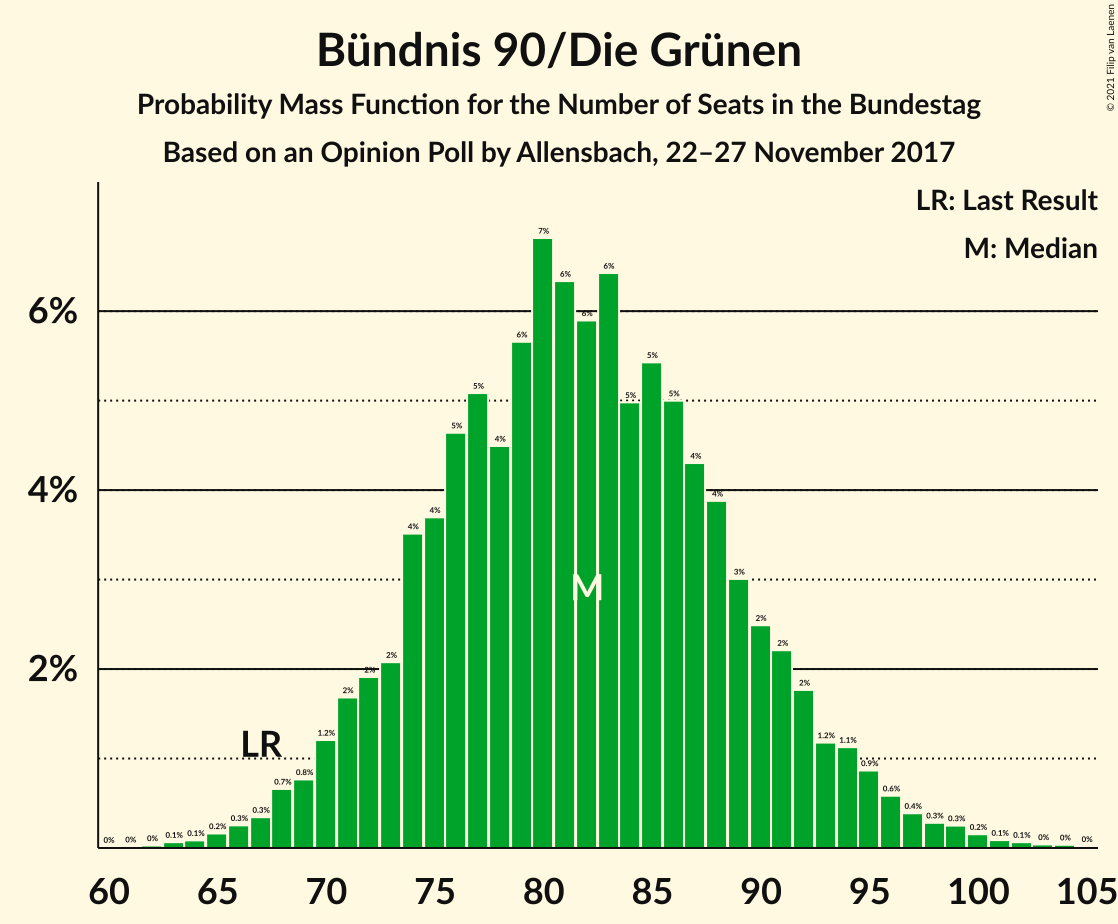 Bündnis 90/Die Grünen
Probability Mass Function for the Number of Seats in the Bundestag
Based on an Opinion Poll by Allensbach, 22–27 November 2017
© 2021 Filip van Laenen
LR: Last Result
M: Median
6%
4%
2%
LR
M
0% 0% 0% 0.1% 0.1% 0.2% 0.3% 0.3% 0.7% 0.8% 1.2% 2% 2% 2% 4% 4% 5% 5% 4% 6% 7% 6% 6% 6% 5% 5% 5% 4% 4% 3% 2% 2% 2% 1.2% 1.1% 0.9% 0.6% 0.4% 0.3% 0.3% 0.2% 0.1% 0.1% 0% 0% 0%
60 65 70 75 80 85 90 95 100 105